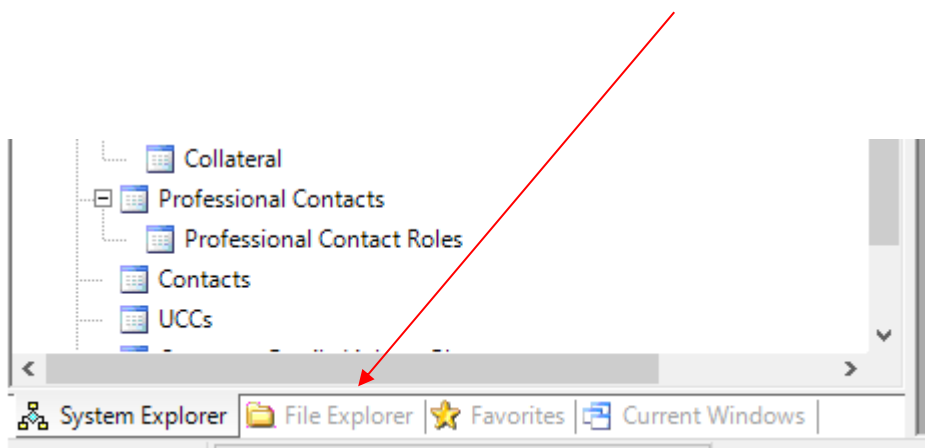 Collateral
Professional Contacts
Professional Contact Roles
Contacts
UCCs
System Explorer File Explorer Favorites Current Windows